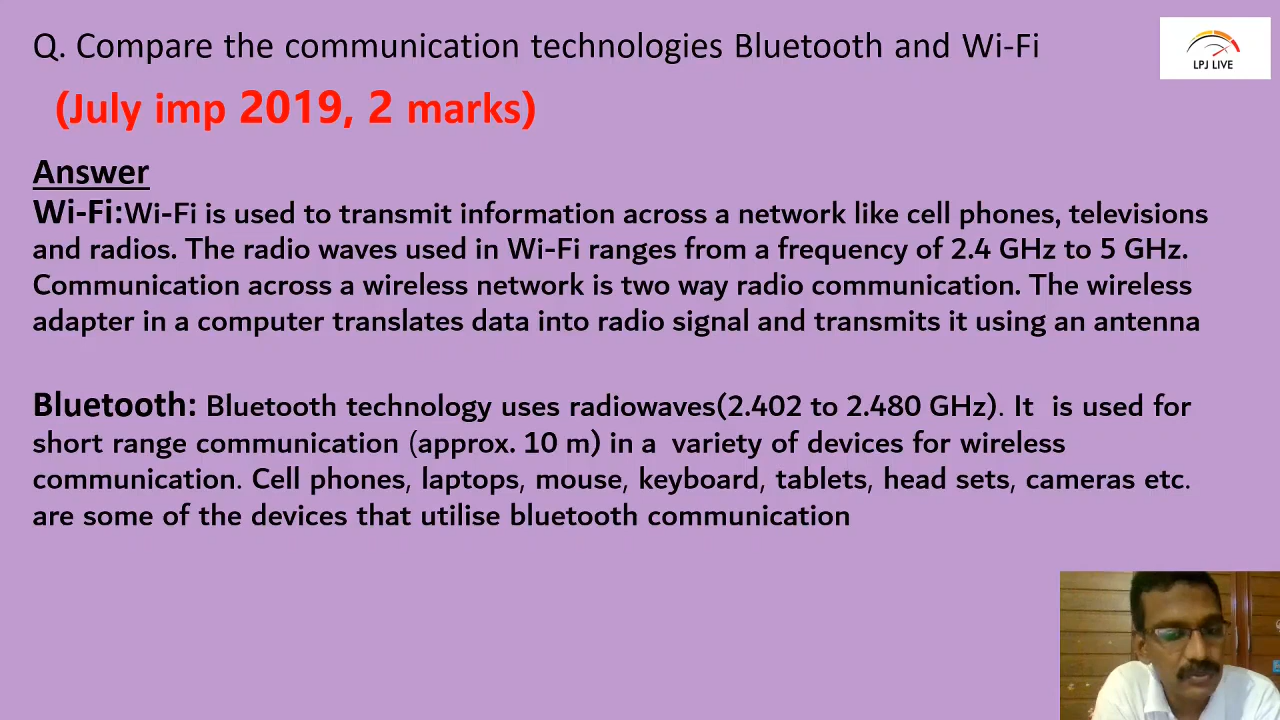 Q. Compare the communication technologies Bluetooth and Wi-Fi
LPJ LIVE
(July imp 2019, 2 marks)
Answer
Wi-Fi:Wi-Fi is used to transmit information across a network like cell phones, televisions
and radios. The radio waves used in Wi-Fi ranges from a frequency of 2.4 GHz to 5 GHz.
Communication across a wireless network is two way radio communication. The wireless
adapter in a computer translates data into radio signal and transmits it using an antenna
Bluetooth: Bluetooth technology uses radiowaves(2.402 to 2.480 GHz). It is used for
short range communication (approx. 10 m) in a variety of devices for wireless
communication. Cell phones, laptops, mouse, keyboard, tablets, head sets, cameras etc.
are some of the devices that utilise bluetooth communication